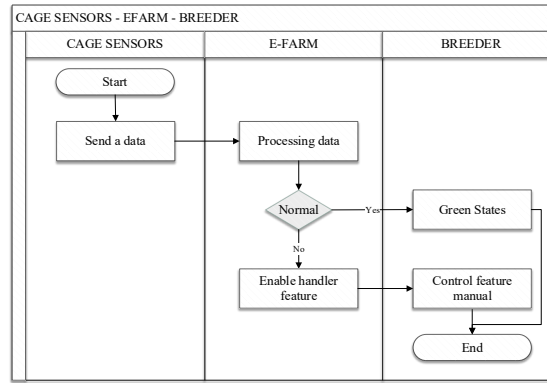 CAGE SENSORS - EFARM - BREEDER
CAGE SENSORS
E-FARM
BREEDER
Start
Send a data
Processing data
Normal
Yes
Green States
No
Enable handler
feature
Control feature
manual
End